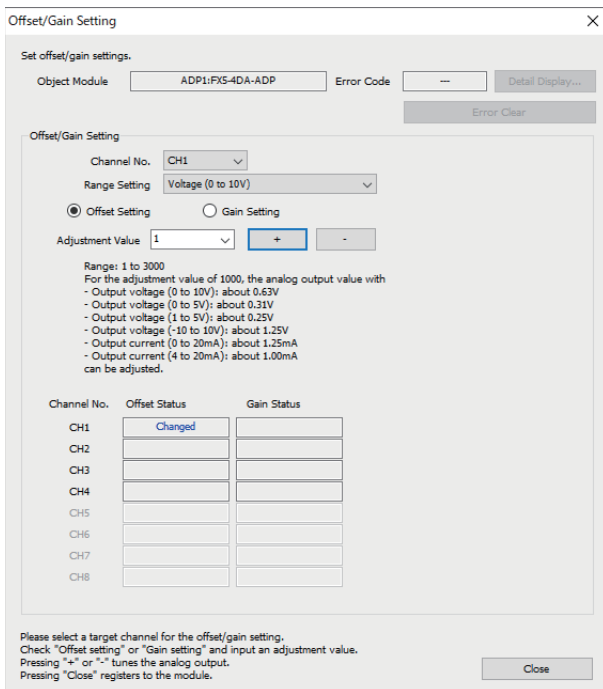 Offset/Gain Setting
Set offset/gain settings.
Object Module ADP1:FX5-4DA-ADP Error Code --- Detail Display...
Error Clear
Offset/Gain Setting
Channel No. CH1
Range Setting Voltage (0 to 10V)
Offset Setting Gain Setting
Adjustment Value 1 + -
Range: 1 to 3000
For the adjustment value of 1000, the analog output value with
- Output voltage (0 to 10V): about 0.63V
- Output voltage (0 to 5V): about 0.31V
- Output voltage (1 to 5V): about 0.25V
- Output voltage (-10 to 10V): about 1.25V
- Output current (0 to 20mA): about 1.25mA
- Output current (4 to 20mA): about 1.00mA
can be adjusted.
Channel No. Offset Status Gain Status
CH1 Changed
CH2
CH3
CH4
CH5
CH6
CH7
CH8
Please select a target channel for the offset/gain setting.
Check "Offset setting" or "Gain setting" and input an adjustment value.
Pressing "+" or "-" tunes the analog output.
Pressing "Close" registers to the module.
Close